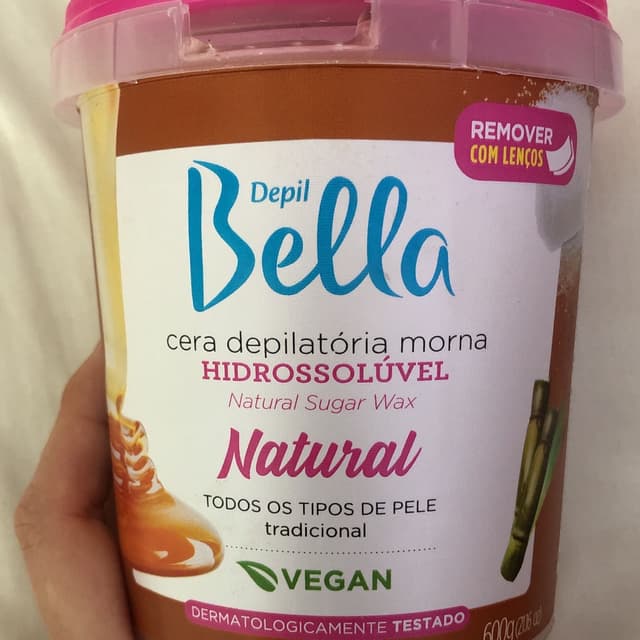 REMOVER
COM LENÇOS
Depil
Bella
cera depilatória morna
HIDROSSOLÚVEL
Natural Sugar Wax
Natural
TODOS OS TIPOS DE PELE
tradicional
VEGAN
DERMATOLOGICAMENTE TESTADO
600g